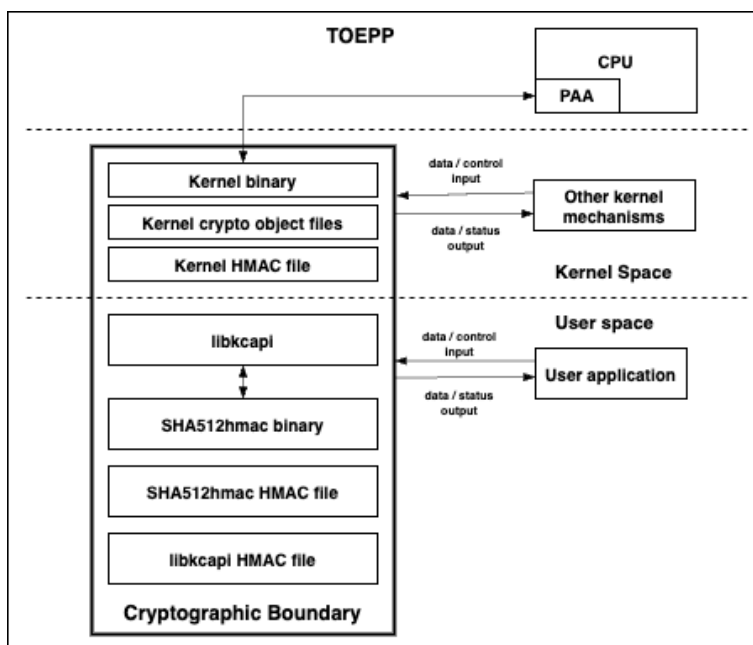 TOEPP
CPU
PAA
Kernel binary
Kernel crypto object files
Kernel HMAC file
data / control
input
data / status
output
Other kernel
mechanisms
Kernel Space
User space
libkcapi
SHA512hmac binary
SHA512hmac HMAC file
libkcapi HMAC file
data / control
input
data / status
output
User application
Cryptographic Boundary